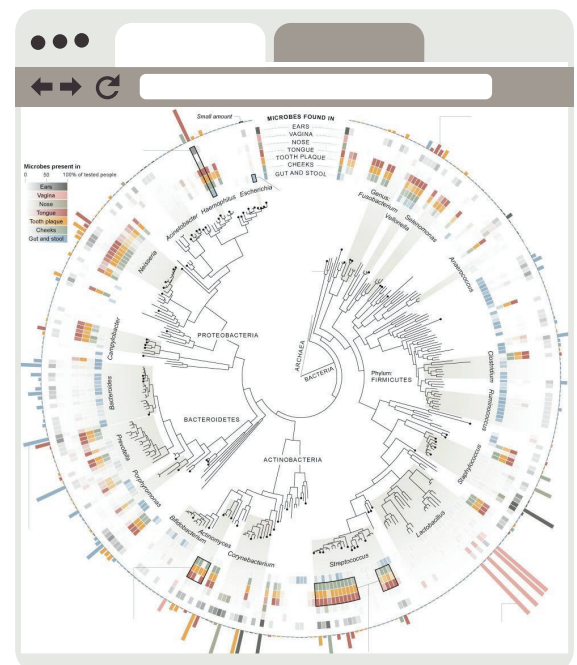 Small amount
MICROBES FOUND IN
EARS
VAGINA
NOSE
TONGUE
TOOTH PLAQUE
CHEEKS
GUT AND STOOL
Microbes present in
0 50 100% of tested people
Ears
Vagina
Nose
Tongue
Tooth plaque
Cheeks
Gut and stool
Acinetobacter
Haemophilus
Escherichia
Genus:
Fusobacterium
Vellonella
Selenomonas
Anaerococcus
Clostridium
Ruminococcus
Staphylococcus
Lactobacillus
Streptococcus
Corynebacterium
Actinomyces
Bifidobacterium
Porphyromonas
Prevotella
Bacteroides
Campylobacter
Neisseria
PROTEOBACTERIA
BACTEROIDETES
ACTINOBACTERIA
ARCHAEA
BACTERIA
Phylum:
FIRMICUTES